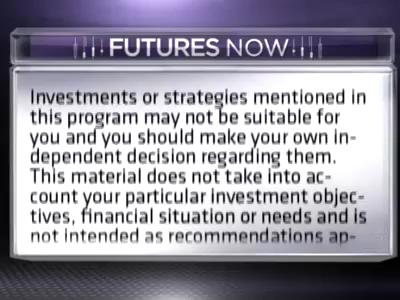 FUTURES NOW
Investments or strategies mentioned in
this program may not be suitable for
you and you should make your own in-
dependent decision regarding them.
This material does not take into ac-
count your particular investment objec-
tives, financial situation or needs and is
not intended as recommendations ap-